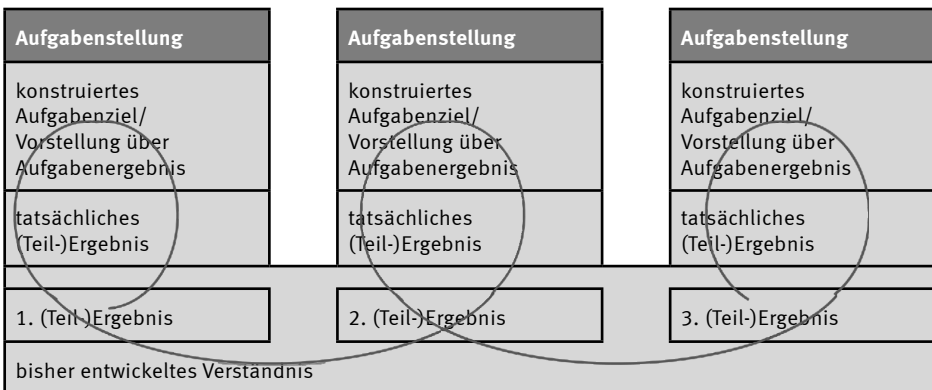 Aufgabenstellung
konstruiertes
Aufgabenziel/
Vorstellung über
Aufgabenergebnis
tatsächliches
(Teil-)Ergebnis
1. (Teil-)Ergebnis
Aufgabenstellung
konstruiertes
Aufgabenziel/
Vorstellung über
Aufgabenergebnis
tatsächliches
(Teil-)Ergebnis
2. (Teil-)Ergebnis
Aufgabenstellung
konstruiertes
Aufgabenziel/
Vorstellung über
Aufgabenergebnis
tatsächliches
(Teil-)Ergebnis
3. (Teil-)Ergebnis
bisher entwickeltes Verständnis